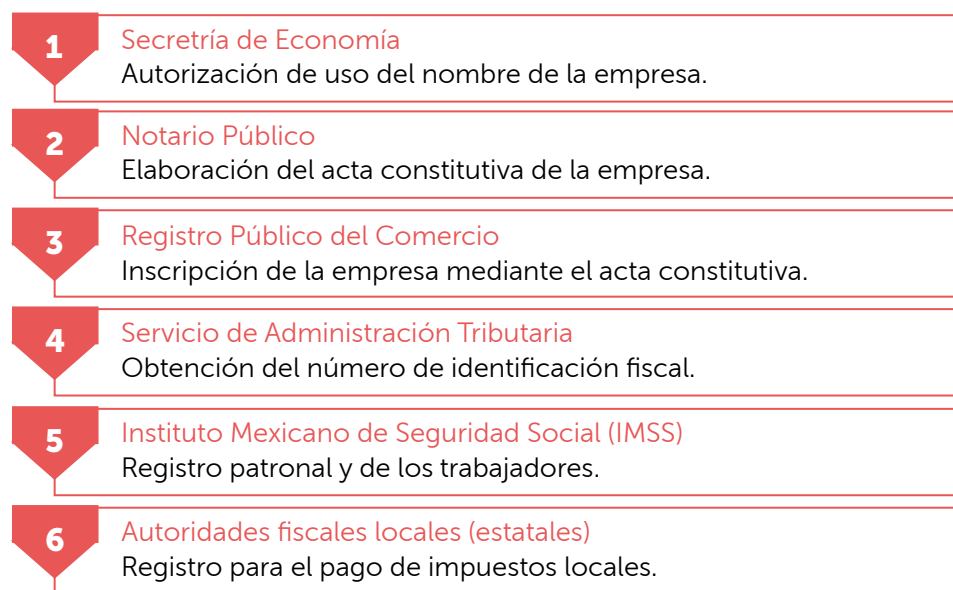 1
Secretría de Economía
Autorización de uso del nombre de la empresa.
2
Notario Público
Elaboración del acta constitutiva de la empresa.
3
Registro Público del Comercio
Inscripción de la empresa mediante el acta constitutiva.
4
Servicio de Administración Tributaria
Obtención del número de identificación fiscal.
5
Instituto Mexicano de Seguridad Social (IMSS)
Registro patronal y de los trabajadores.
6
Autoridades fiscales locales (estatales)
Registro para el pago de impuestos locales.